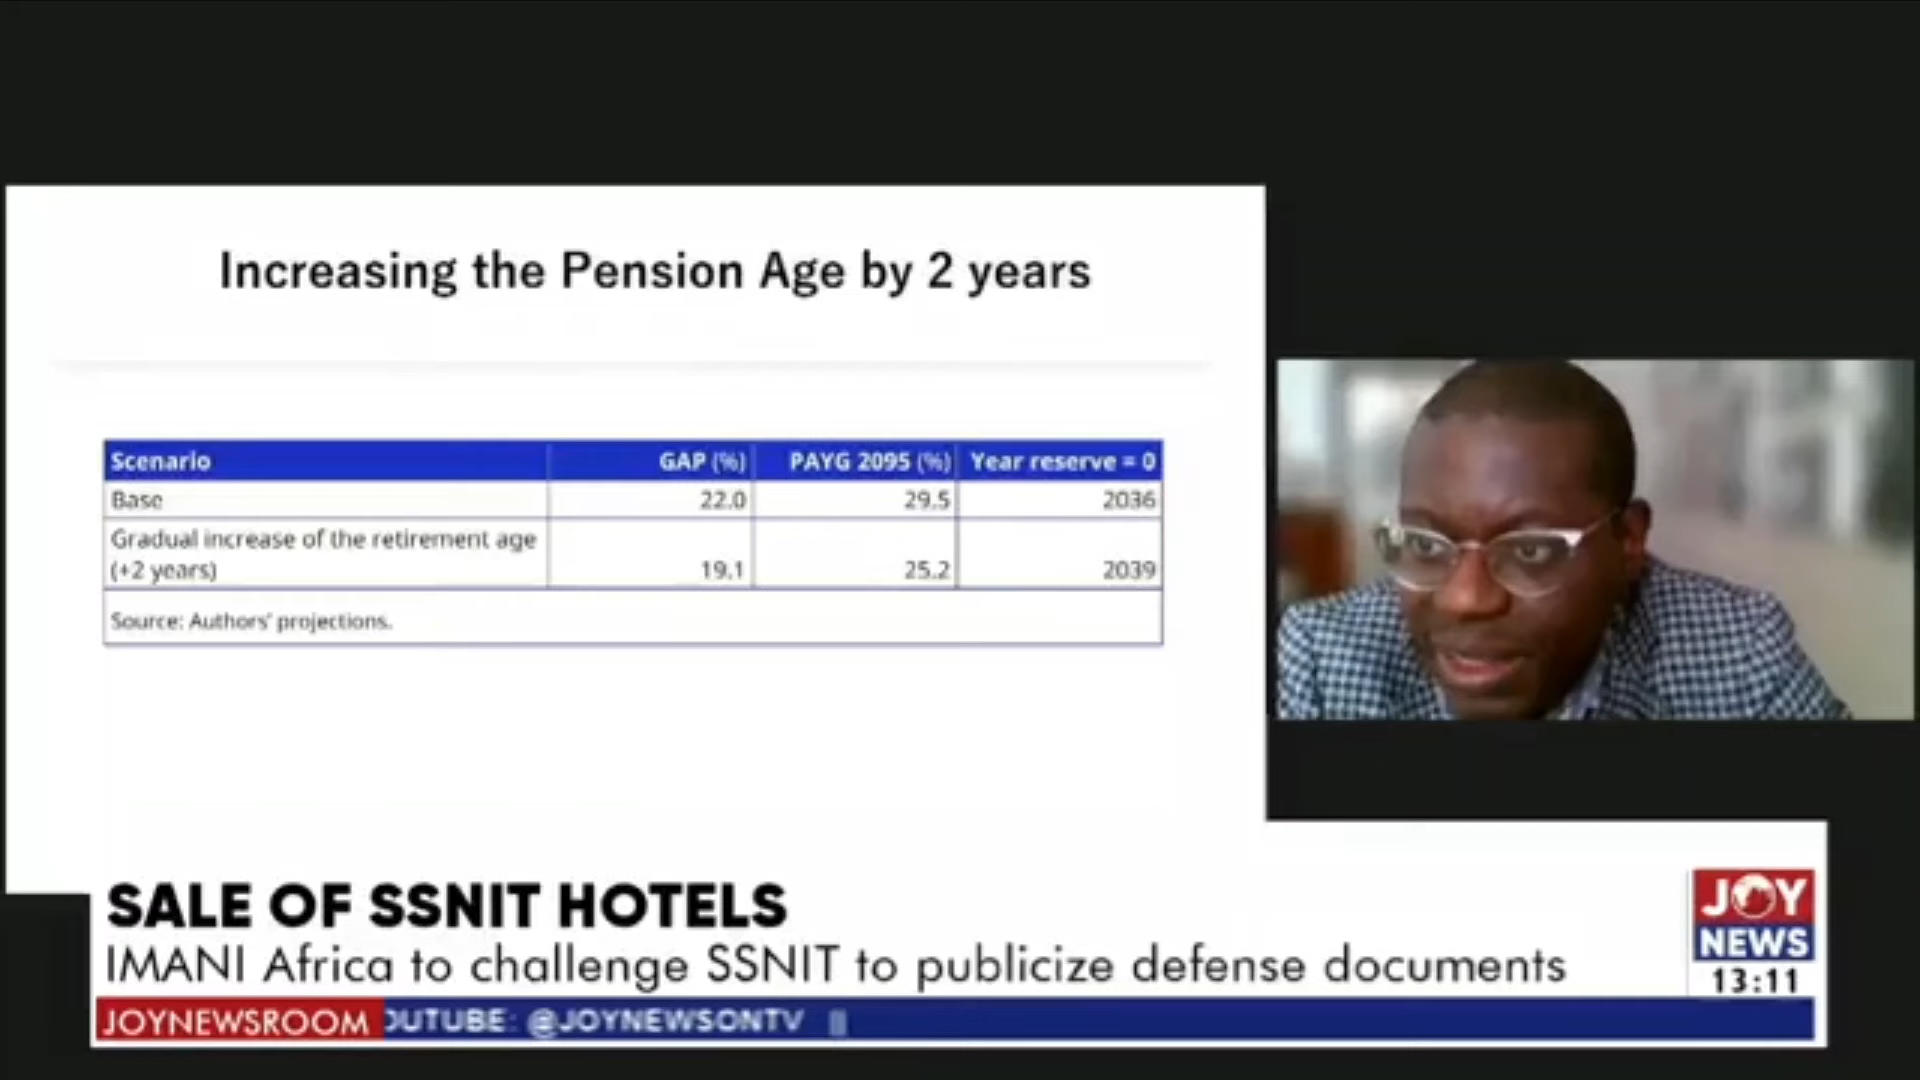 Increasing the Pension Age by 2 years
Scenario GAP (%) PAYG 2095 (%) Year reserve = 0
Base 22.0 29.5 2036
Gradual increase of the retirement age
(+2 years) 19.1 25.2 2039
Source: Authors' projections.
SALE OF SSNIT HOTELS
IMANI Africa to challenge SSNIT to publicize defense documents
JOY
NEWS
13:11
JOYNEWSROOM OUTUBE: @JOYNEWSONTV ||